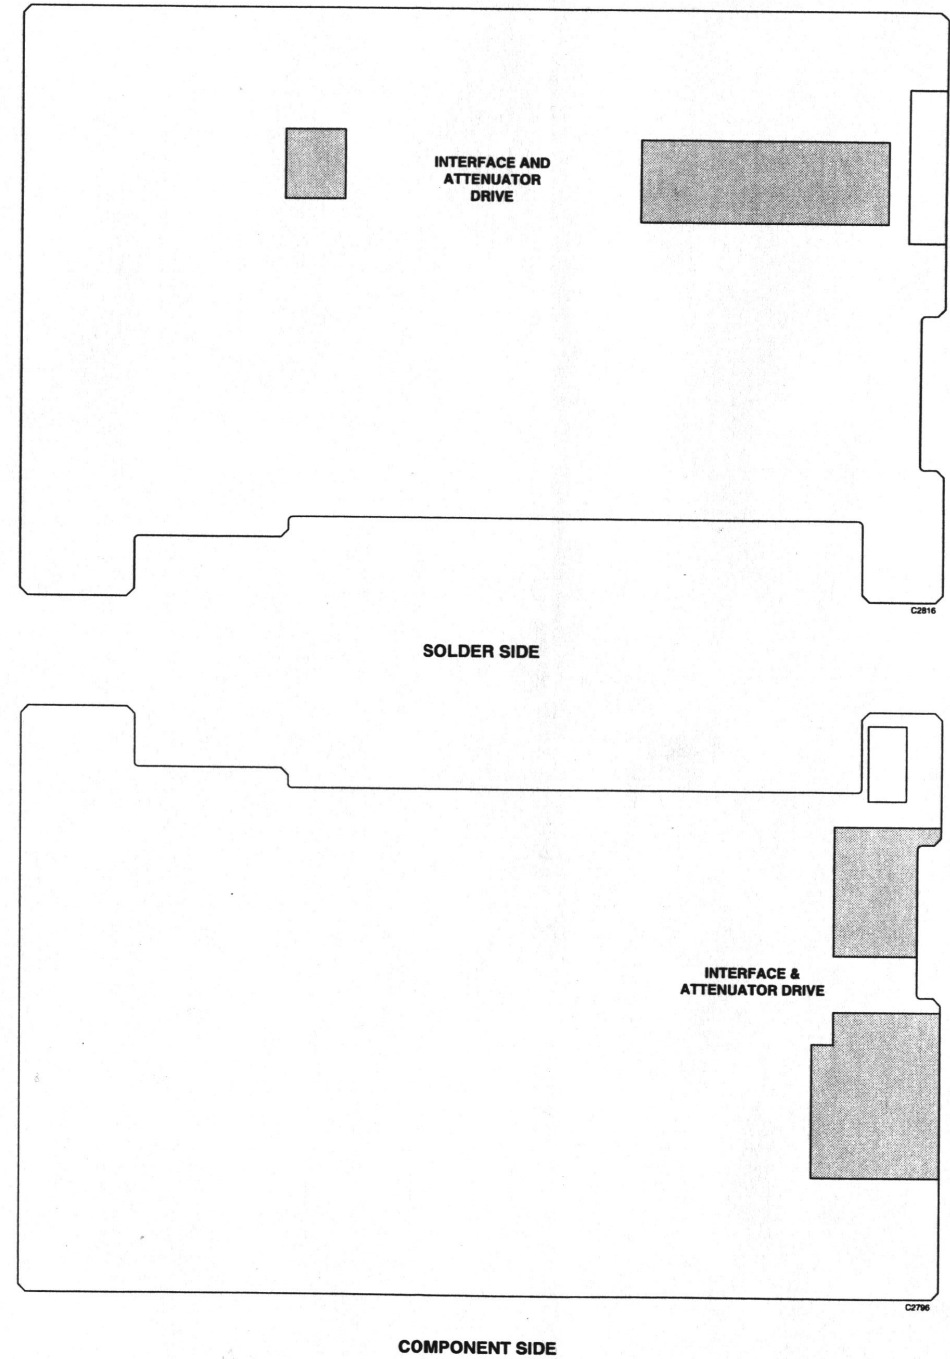 INTERFACE AND
ATTENUATOR
DRIVE
C2816
SOLDER SIDE
INTERFACE &
ATTENUATOR DRIVE
C2796
COMPONENT SIDE